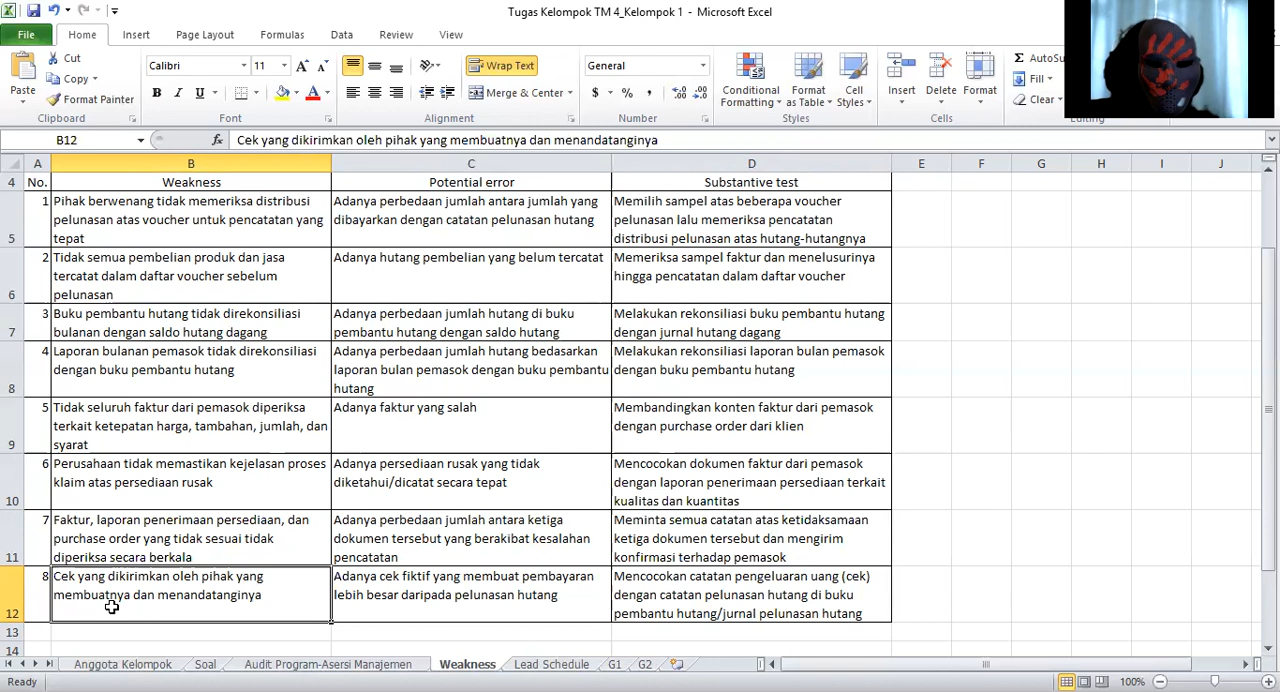 Tugas Kelompok TM 4_Kelompok 1 - Microsoft Excel
File Home Insert Page Layout Formulas Data Review View
Paste
Cut
Copy
Format Painter
Calibri 11
Wrap Text
Merge & Center
General
Conditional Formatting
Format as Table
Cell Styles
Insert
Delete
Format
Σ AutoSu
Fill
Clear
Clipboard Font Alignment Number Styles Cells Editing
B12 fx Cek yang dikirimkan oleh pihak yang membuatnya dan menandatanginya
A B C D E F G H I J
4 No. Weakness Potential error Substantive test
1 Pihak berwenang tidak memeriksa distribusi Adanya perbedaan jumlah antara jumlah yang Memilih sampel atas beberapa voucher
pelunasan atas voucher untuk pencatatan yang dibayarkan dengan catatan pelunasan hutang pelunasan lalu memeriksa pencatatan
5 tepat distribusi pelunasan atas hutang-hutangnya
2 Tidak semua pembelian produk dan jasa Adanya hutang pembelian yang belum tercatat Memeriksa sampel faktur dan menelusurinya
tercatat dalam daftar voucher sebelum hingga pencatatan dalam daftar voucher
6 pelunasan
3 Buku pembantu hutang tidak direkonsiliasi Adanya perbedaan jumlah hutang di buku Melakukan rekonsiliasi buku pembantu hutang
7 bulanan dengan saldo hutang dagang pembantu hutang dengan saldo hutang dengan jurnal hutang dagang
4 Laporan bulanan pemasok tidak direkonsiliasi Adanya perbedaan jumlah hutang bedasarkan Melakukan rekonsiliasi laporan bulan pemasok
dengan buku pembantu hutang laporan bulan pemasok dengan buku pembantu dengan buku pembantu hutang
8 hutang
5 Tidak seluruh faktur dari pemasok diperiksa Adanya faktur yang salah Membandingkan konten faktur dari pemasok
terkait ketepatan harga, tambahan, jumlah, dan dengan purchase order dari klien
9 syarat
6 Perusahaan tidak memastikan kejelasan proses Adanya persediaan rusak yang tidak Mencocokan dokumen faktur dari pemasok
klaim atas persediaan rusak diketahui/dicatat secara tepat dengan laporan penerimaan persediaan terkait
10 kualitas dan kuantitas
7 Faktur, laporan penerimaan persediaan, dan Adanya perbedaan jumlah antara ketiga Meminta semua catatan atas ketidaksamaan
purchase order yang tidak sesuai tidak dokumen tersebut yang berakibat kesalahan ketiga dokumen tersebut dan mengirim
11 diperiksa secara berkala pencatatan konfirmasi terhadap pemasok
8 Cek yang dikirimkan oleh pihak yang Adanya cek fiktif yang membuat pembayaran Mencocokan catatan pengeluaran uang (cek)
membuatnya dan menandatanginya lebih besar daripada pelunasan hutang dengan catatan pelunasan hutang di buku
12 pembantu hutang/jurnal pelunasan hutang
13
14
Anggota Kelompok Soal Audit Program-Asersi Manajemen Weakness Lead Schedule G1 G2
Ready 100%